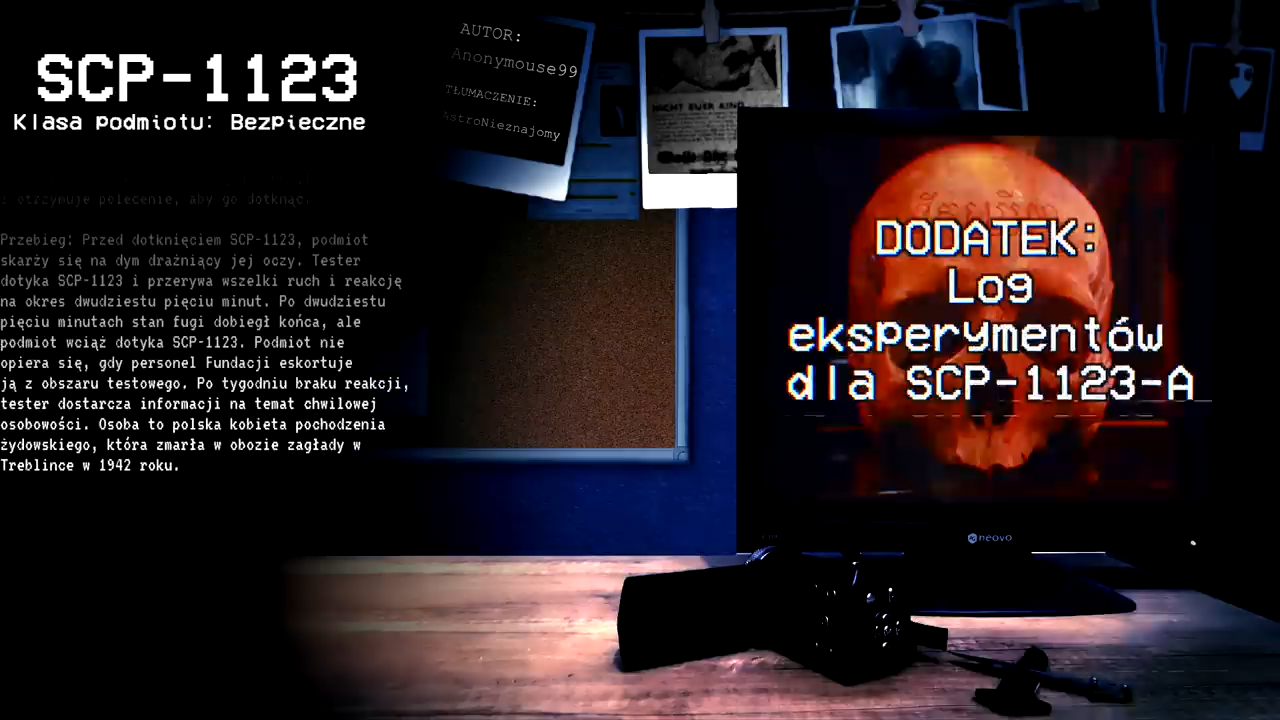 SCP-1123
Klasa podmiotu: Bezpieczne
i otrzymuje polecenie, aby go dotknąć.
Przebieg: Przed dotknięciem SCP-1123, podmiot
skarży się na dym drażniący jej oczy. Tester
dotyka SCP-1123 i przerywa wszelki ruch i reakcję
na okres dwudziestu pięciu minut. Po dwudziestu
pięciu minutach stan fugi dobiegł końca, ale
podmiot wciąż dotyka SCP-1123. Podmiot nie
opiera się, gdy personel Fundacji eskortuje
ją z obszaru testowego. Po tygodniu braku reakcji,
tester dostarcza informacji na temat chwilowej
osobowości. Osoba to polska kobieta pochodzenia
żydowskiego, która zmarła w obozie zagłady w
Treblince w 1942 roku.
AUTOR:
Anonymouse99
TŁUMACZENIE:
AstroNieznajomy
NICHT EUER KIND
DODATEK:
Log
eksperymentów
dla SCP-1123-A
neovo